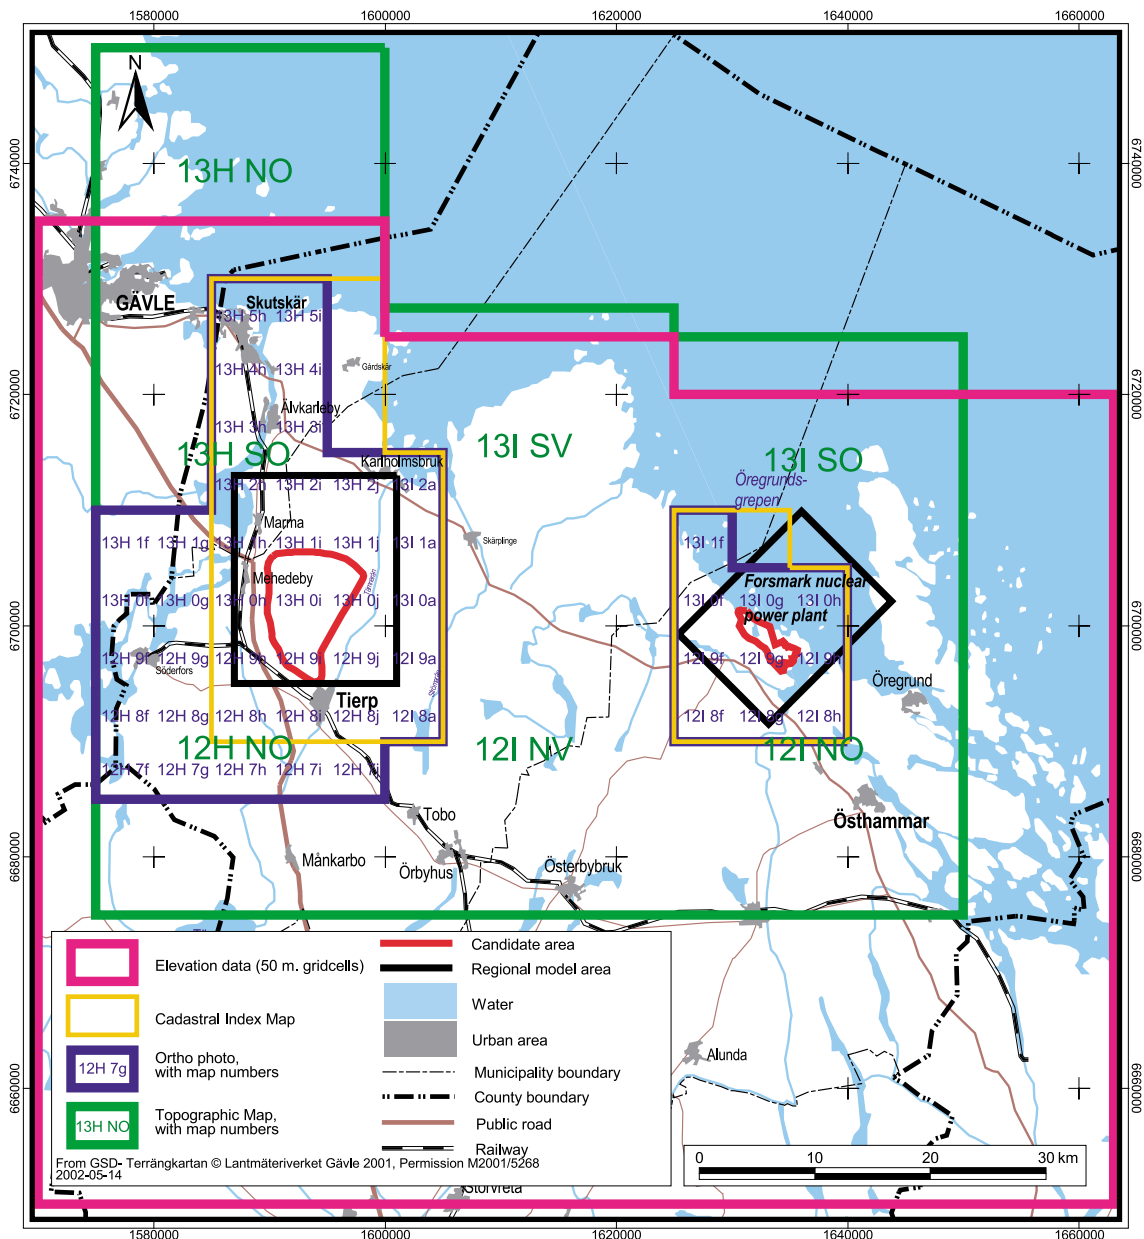 1580000 1600000 1620000 1640000 1660000
N
6740000 6740000
13H NO
GÄVLE
Skutskär
13H 5h 13H 5i
13H 4h 13H 4i
Gårdskär
6720000 6720000
Älvkarleby
13H 3h 13H 3i
13H SO 13I SV 13I SO
Karlholmsbruk
Öregrunds-
grepen
13H 2h 13H 2i 13H 2j 13I 2a
Marma
Skärplinge
13H 1f 13H 1g 13H 1h 13H 1i 13H 1j 13I 1a 13I 1f
Mehedeby
Tämnarån
Forsmark nuclear
power plant
13H 0f 13H 0g 13H 0h 13H 0i 13H 0j 13I 0a 13I 0f 13I 0g 13I 0h
6700000 6700000
12H 9f 12H 9g 12H 9h 12H 9i 12H 9j 12I 9a 12I 9f 12I 9g 12I 9h
Söderfors
Öregrund
Tierp
12H 8f 12H 8g 12H 8h 12H 8i 12H 8j 12I 8a 12I 8f 12I 8g 12I 8h
12H NO 12I NV 12I NO
12H 7f 12H 7g 12H 7h 12H 7i 12H 7j
Tobo
Östhammar
Månkarbo
Örbyhus
Österbybruk
6680000 6680000
Elevation data (50 m. gridcells)
Cadastral Index Map
12H 7g
Ortho photo,
with map numbers
13H NO
Topographic Map,
with map numbers
Candidate area
Regional model area
Water
Urban area
Municipality boundary
County boundary
Public road
Railway
From GSD- Terrängkartan © Lantmäteriverket Gävle 2001, Permission M2001/5268
2002-05-14
Alunda
6660000 6660000
0 10 20 30 km
Storvreta
1580000 1600000 1620000 1640000 1660000